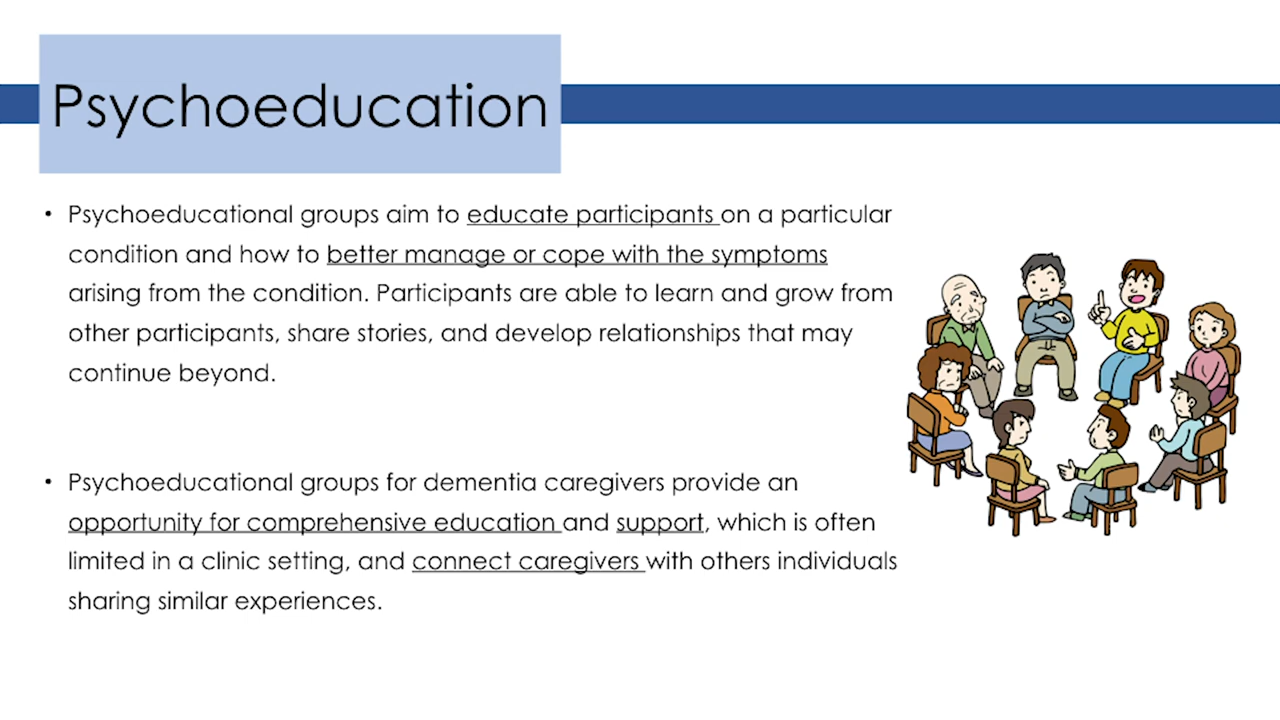 Psychoeducation
• Psychoeducational groups aim to educate participants on a particular
condition and how to better manage or cope with the symptoms
arising from the condition. Participants are able to learn and grow from
other participants, share stories, and develop relationships that may
continue beyond.
• Psychoeducational groups for dementia caregivers provide an
opportunity for comprehensive education and support, which is often
limited in a clinic setting, and connect caregivers with others individuals
sharing similar experiences.